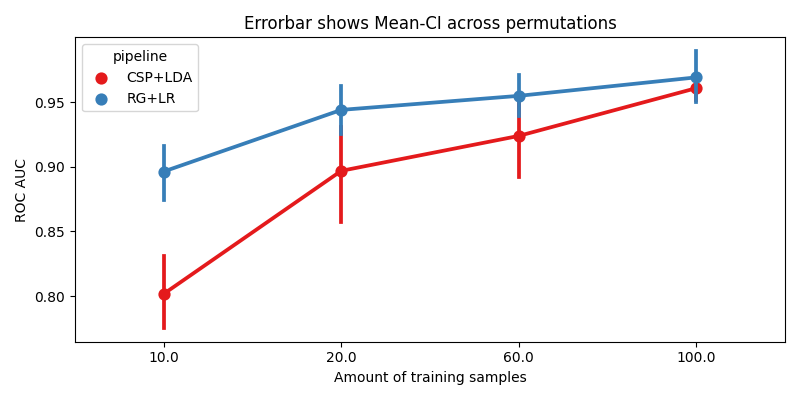 Errorbar shows Mean-CI across permutations
pipeline
CSP+LDA
RG+LR
ROC AUC
0.95
0.90
0.85
0.80
10.0 20.0 60.0 100.0
Amount of training samples